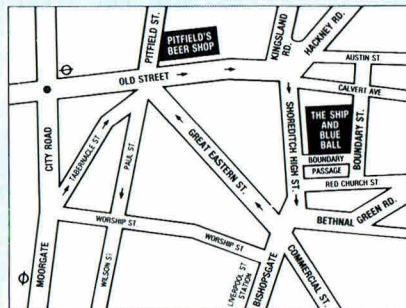 PITFIELD ST.
PITFIELD'S
BEER SHOP
KINGSLAND
RD.
HACKNEY RD.
AUSTIN ST
OLD STREET
CALVERT AVE
CITY ROAD
TABERNACLE ST
PAUL ST.
GREAT EASTERN ST.
SHOREDITCH HIGH ST.
THE SHIP
AND
BLUE
BALL
BOUNDARY ST.
BOUNDARY
PASSAGE
RED CHURCH ST.
BETHNAL
GREEN RD.
WORSHIP ST
WORSHIP ST
MOORGATE
WILSON ST
LIVERPOOL ST
STATION
BISHOPSGATE
COMMERCIAL ST.